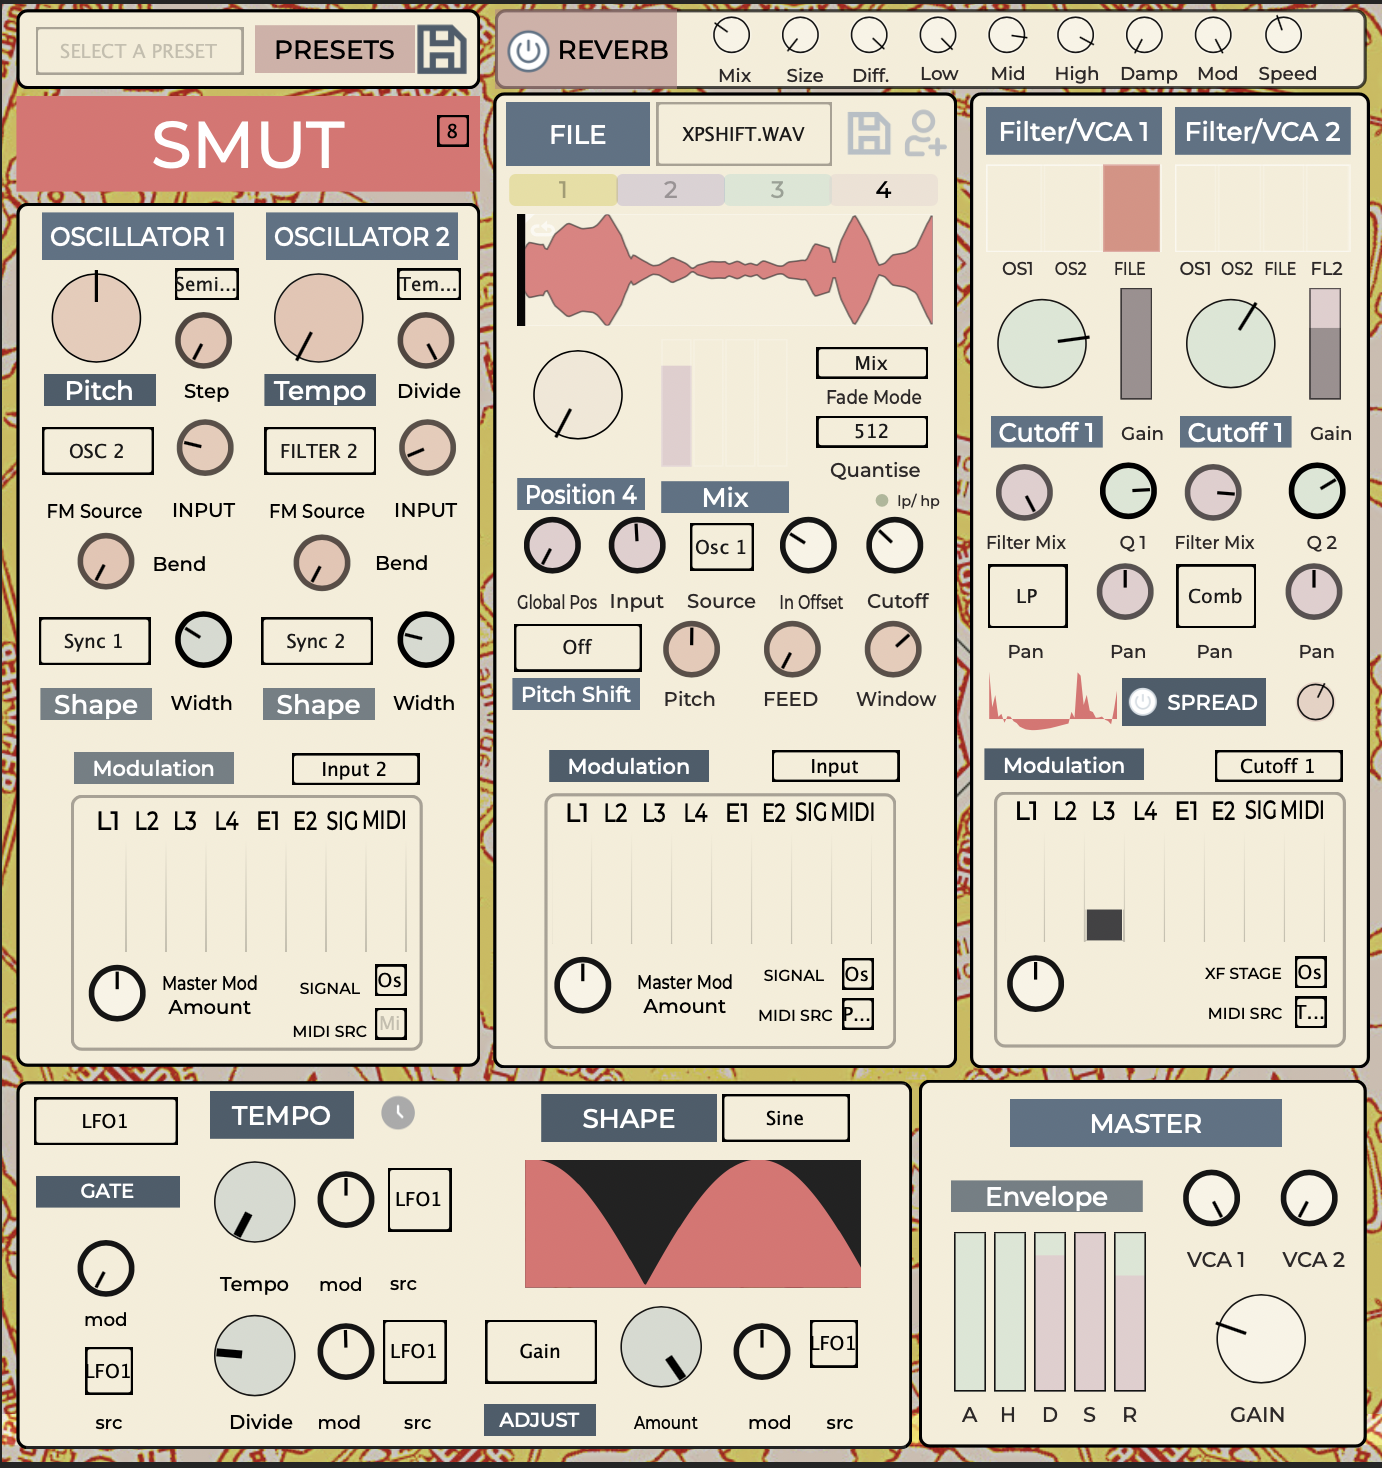 SELECT A PRESET
PRESETS
REVERB
Mix
Size
Diff.
Low
Mid
High
Damp
Mod
Speed
SMUT
8
OSCILLATOR 1
OSCILLATOR 2
Semi...
Tem...
Pitch
Step
Tempo
Divide
OSC 2
FILTER 2
FM Source
INPUT
FM Source
INPUT
Bend
Bend
Sync 1
Sync 2
Shape
Width
Shape
Width
Modulation
Input 2
L1 L2 L3 L4 E1 E2 SIG MIDI
Master Mod
Amount
SIGNAL
Os
MIDI SRC
Mi
FILE
XPSHIFT.WAV
1
2
3
4
Mix
Fade Mode
512
Quantise
Position 4
Mix
lp/ hp
Osc 1
Global Pos
Input
Source
In Offset
Cutoff
Off
Pitch Shift
Pitch
FEED
Window
Modulation
Input
L1 L2 L3 L4 E1 E2 SIG MIDI
Master Mod
Amount
SIGNAL
Os
MIDI SRC
P...
Filter/VCA 1
Filter/VCA 2
OS1
OS2
FILE
OS1
OS2
FILE
FL2
Cutoff 1
Gain
Cutoff 1
Gain
Filter Mix
Q 1
Filter Mix
Q 2
LP
Comb
Pan
Pan
Pan
Pan
SPREAD
Modulation
Cutoff 1
L1 L2 L3 L4 E1 E2 SIG MIDI
XF STAGE
Os
MIDI SRC
T...
LFO1
TEMPO
SHAPE
Sine
GATE
LFO1
Tempo
mod
src
mod
LFO1
src
LFO1
Divide
mod
src
Gain
LFO1
ADJUST
Amount
mod
src
MASTER
Envelope
VCA 1
VCA 2
A
H
D
S
R
GAIN